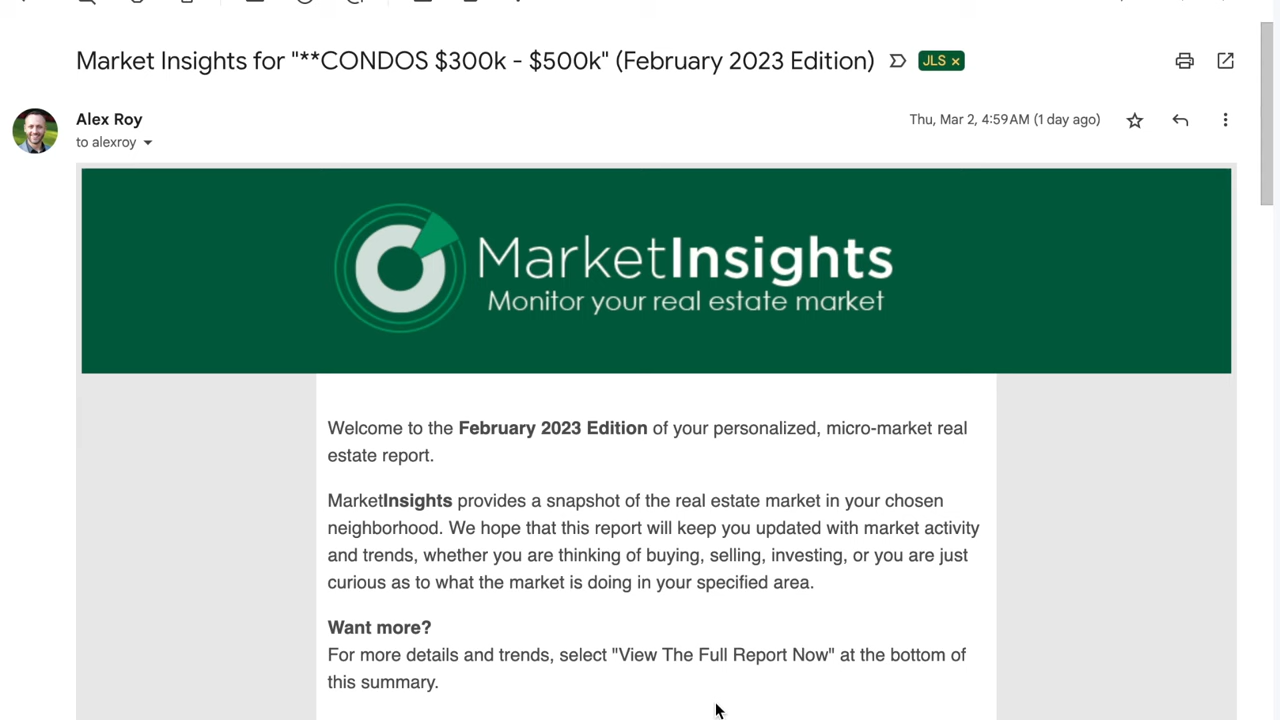 Market Insights for "**CONDOS $300k - $500k" (February 2023 Edition)
JLS ×
Alex Roy
Thu, Mar 2, 4:59 AM (1 day ago)
to alexroy
MarketInsights
Monitor your real estate market
Welcome to the February 2023 Edition of your personalized, micro-market real
estate report.
MarketInsights provides a snapshot of the real estate market in your chosen
neighborhood. We hope that this report will keep you updated with market activity
and trends, whether you are thinking of buying, selling, investing, or you are just
curious as to what the market is doing in your specified area.
Want more?
For more details and trends, select "View The Full Report Now" at the bottom of
this summary.